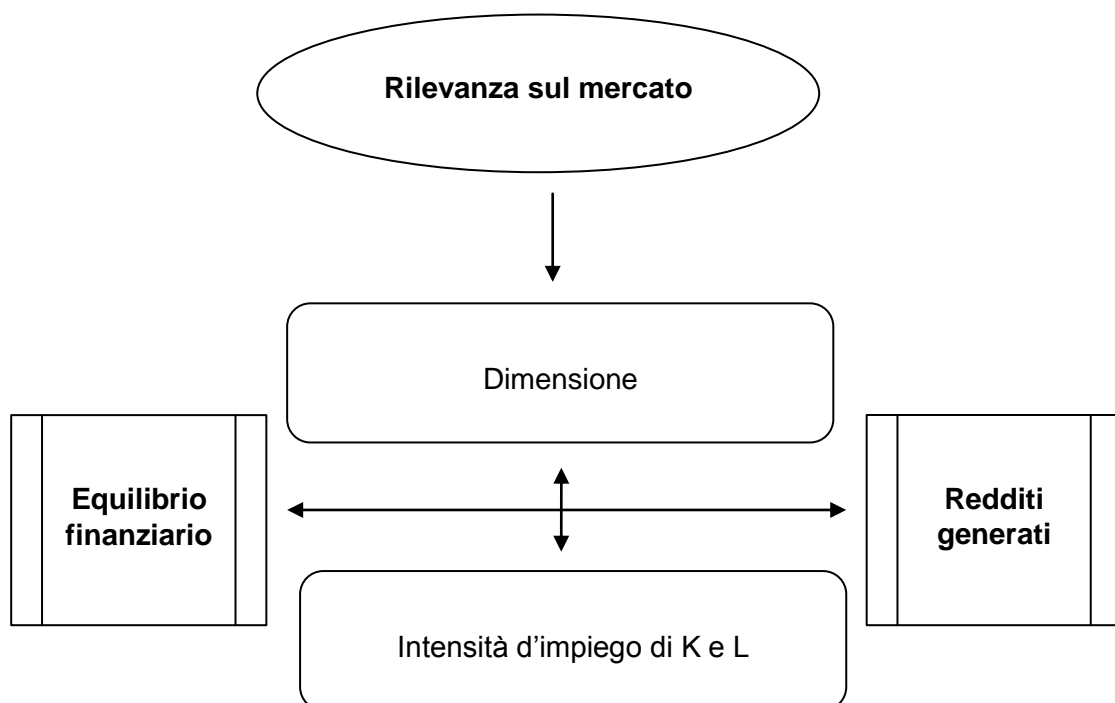 Rilevanza sul mercato
Dimensione
Equilibrio
finanziario
Redditi
generati
Intensità d’impiego di K e L